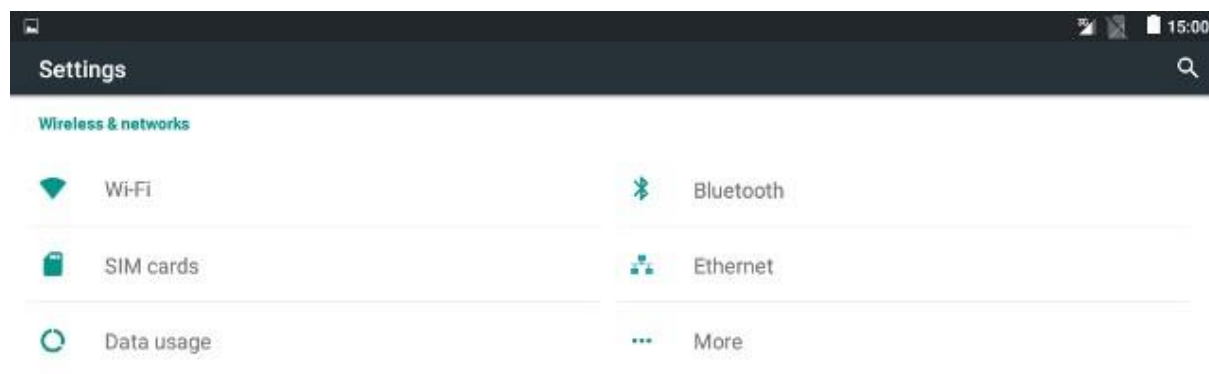 15:00
Settings
Wireless & networks
Wi-Fi
Bluetooth
SIM cards
Ethernet
Data usage
More